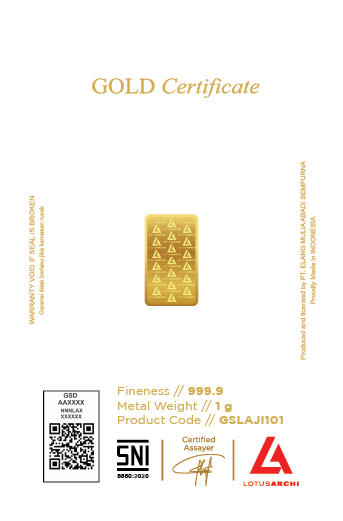 GOLD Certificate
WARRANTY VOID IF SEAL IS BROKEN
Garansi tidak berlaku jika kemasan rusak
Produced and licensed by PT. ELANG MULIA ABADI SEMPURNA
Proudly Made in INDONESIA
GSD
AAXXXX
NNNLAX
XXXXXX
Fineness // 999.9
Metal Weight // 1 g
Product Code // GSLAJI101
SNI
8880:2020
Certified
Assayer
LOTUSARCHI